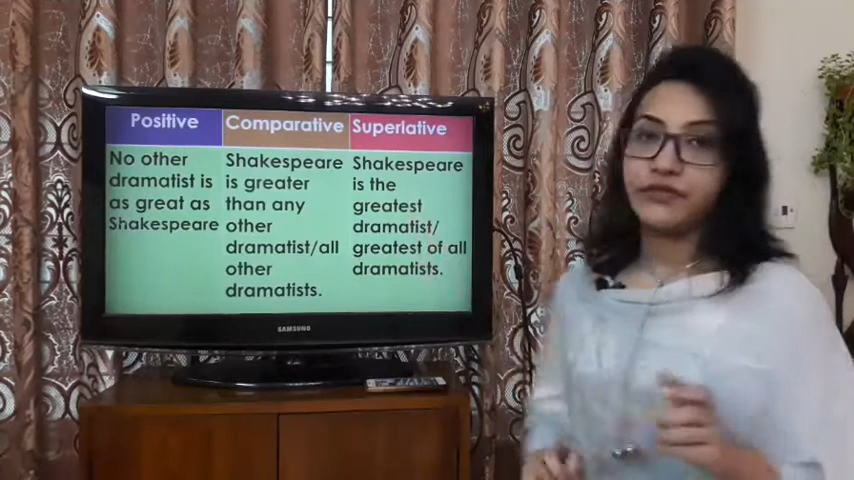 Positive
No other
dramatist is
as great as
Shakespeare
Comparative
Shakespeare
is greater
than any
other
dramatist/all
other
dramatists.
Superlative
Shakespeare
is the
greatest
dramatist/
greatest of all
dramatists.
SAMSUNG